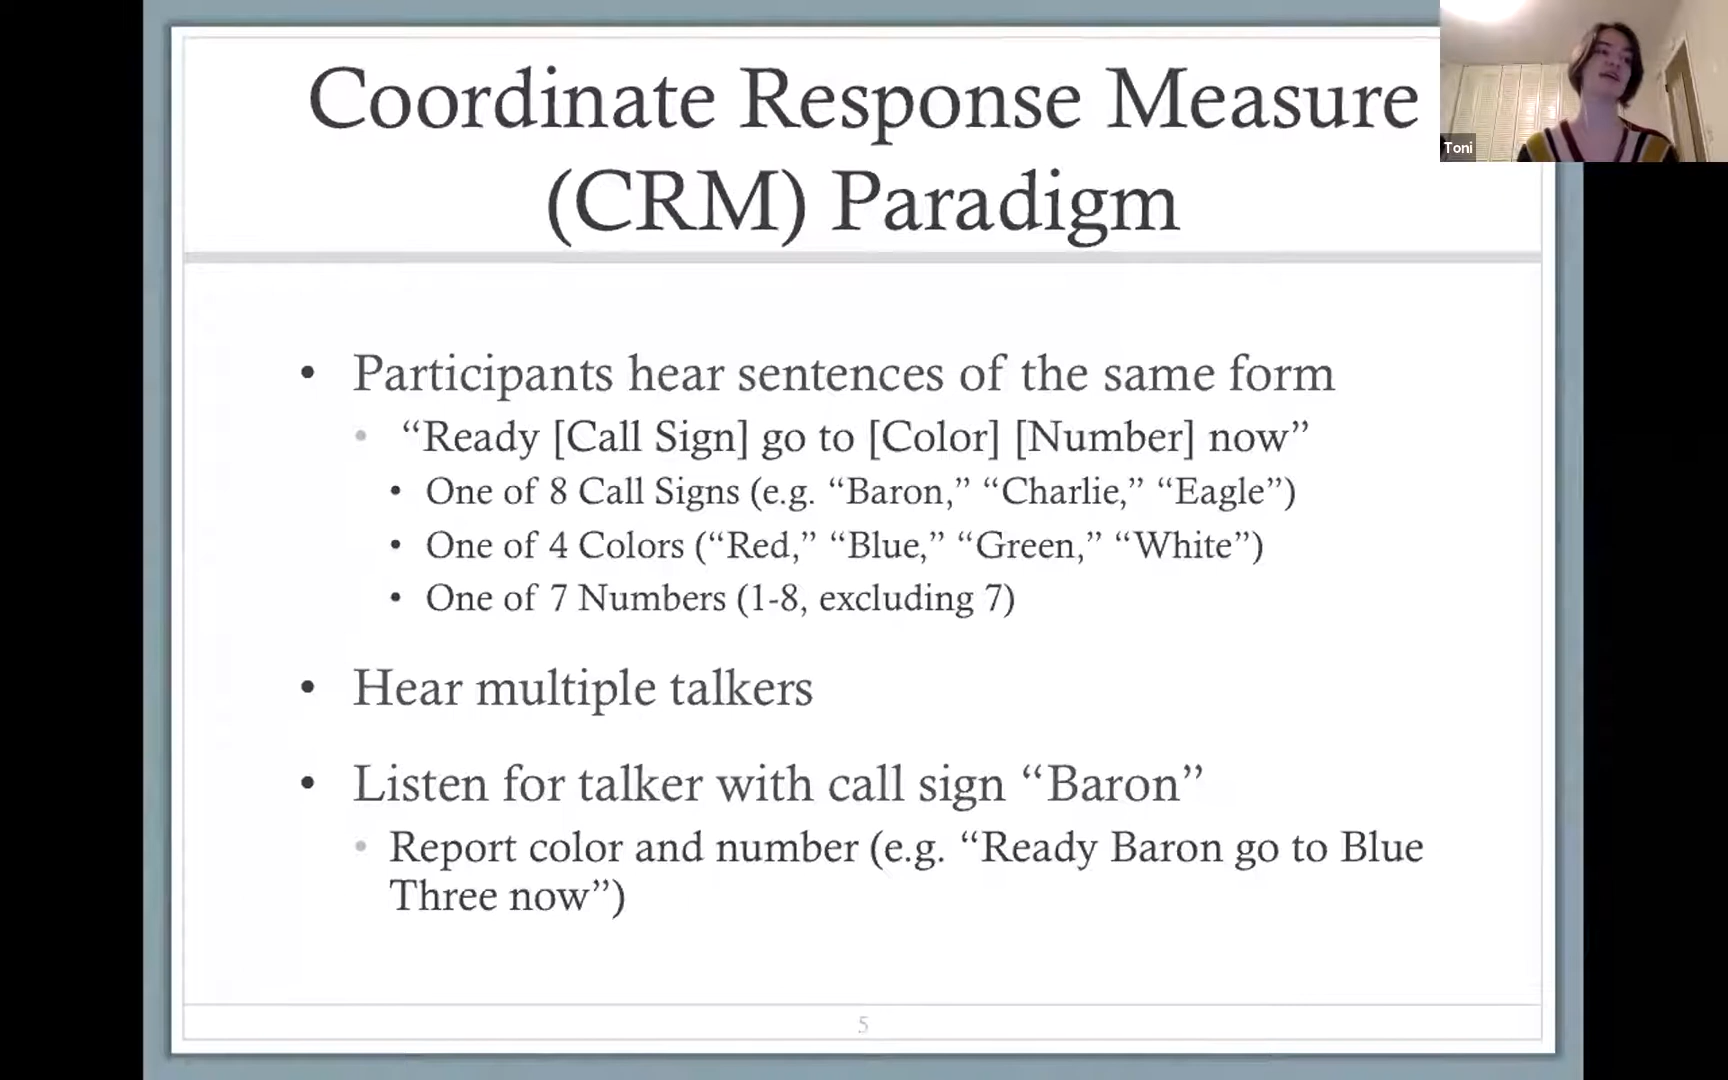 Coordinate Response Measure
(CRM) Paradigm
Toni
• Participants hear sentences of the same form
• “Ready [Call Sign] go to [Color] [Number] now”
• One of 8 Call Signs (e.g. “Baron,” “Charlie,” “Eagle”)
• One of 4 Colors (“Red,” “Blue,” “Green,” “White”)
• One of 7 Numbers (1-8, excluding 7)
• Hear multiple talkers
• Listen for talker with call sign “Baron”
• Report color and number (e.g. “Ready Baron go to Blue
Three now”)
5